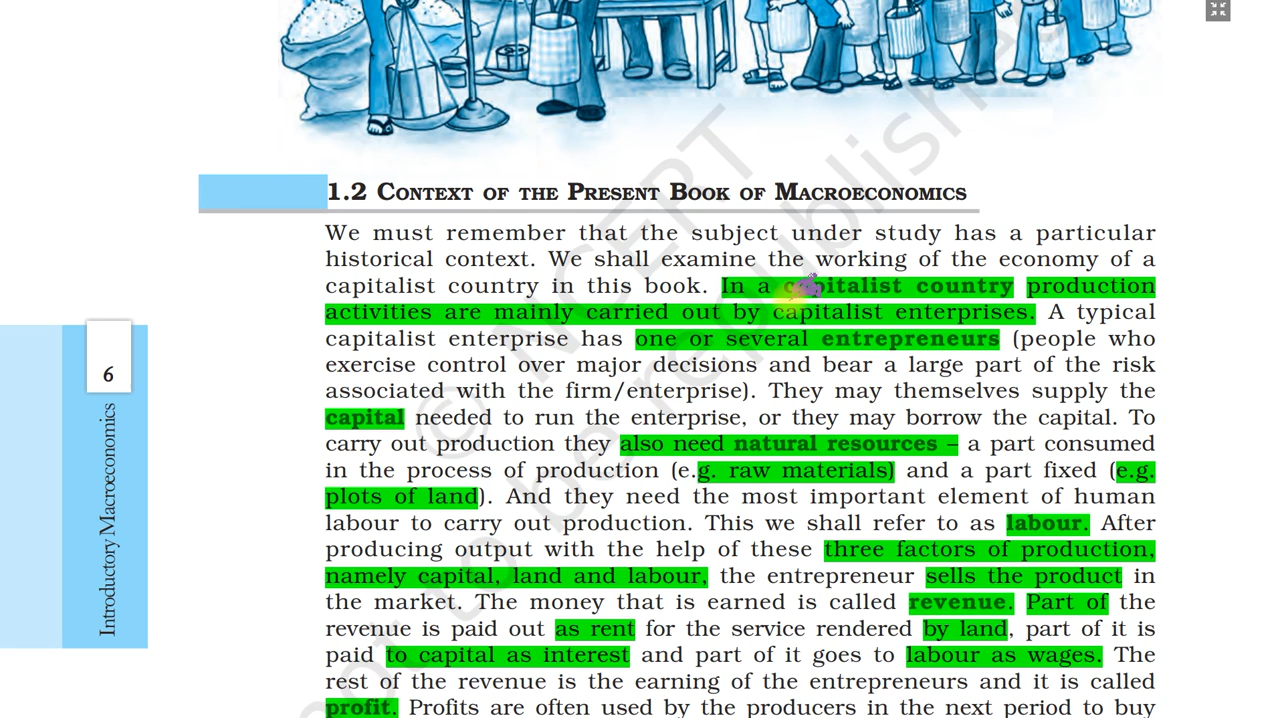 1.2 CONTEXT OF THE PRESENT BOOK OF MACROECONOMICS
We must remember that the subject under study has a particular
historical context. We shall examine the working of the economy of a
capitalist country in this book. In a capitalist country production
activities are mainly carried out by capitalist enterprises. A typical
capitalist enterprise has one or several entrepreneurs (people who
exercise control over major decisions and bear a large part of the risk
associated with the firm/enterprise). They may themselves supply the
capital needed to run the enterprise, or they may borrow the capital. To
carry out production they also need natural resources – a part consumed
in the process of production (e.g. raw materials) and a part fixed (e.g.
plots of land). And they need the most important element of human
labour to carry out production. This we shall refer to as labour. After
producing output with the help of these three factors of production,
namely capital, land and labour, the entrepreneur sells the product in
the market. The money that is earned is called revenue. Part of the
revenue is paid out as rent for the service rendered by land, part of it is
paid to capital as interest and part of it goes to labour as wages. The
rest of the revenue is the earning of the entrepreneurs and it is called
profit. Profits are often used by the producers in the next period to buy
6
Introductory Macroeconomics
© NCERT
not to be republished